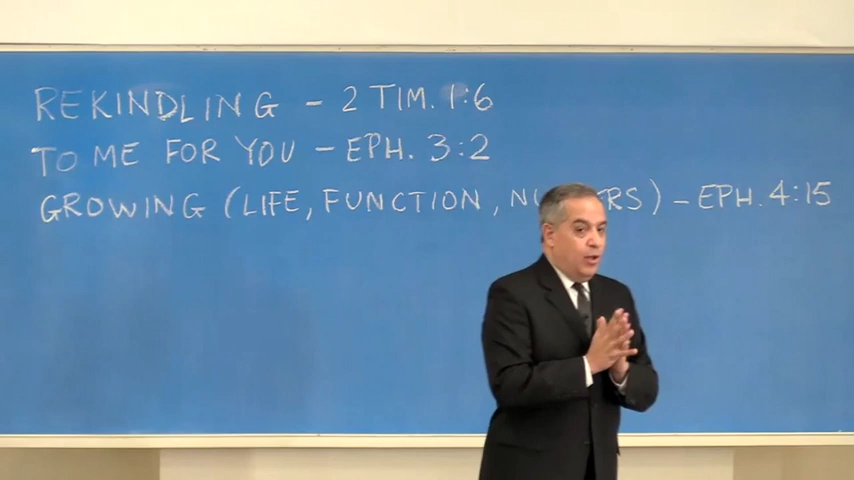 REKINDLING - 2 TIM. 1:6
TO ME FOR YOU - EPH. 3:2
GROWING (LIFE, FUNCTION, ) - EPH. 4:15